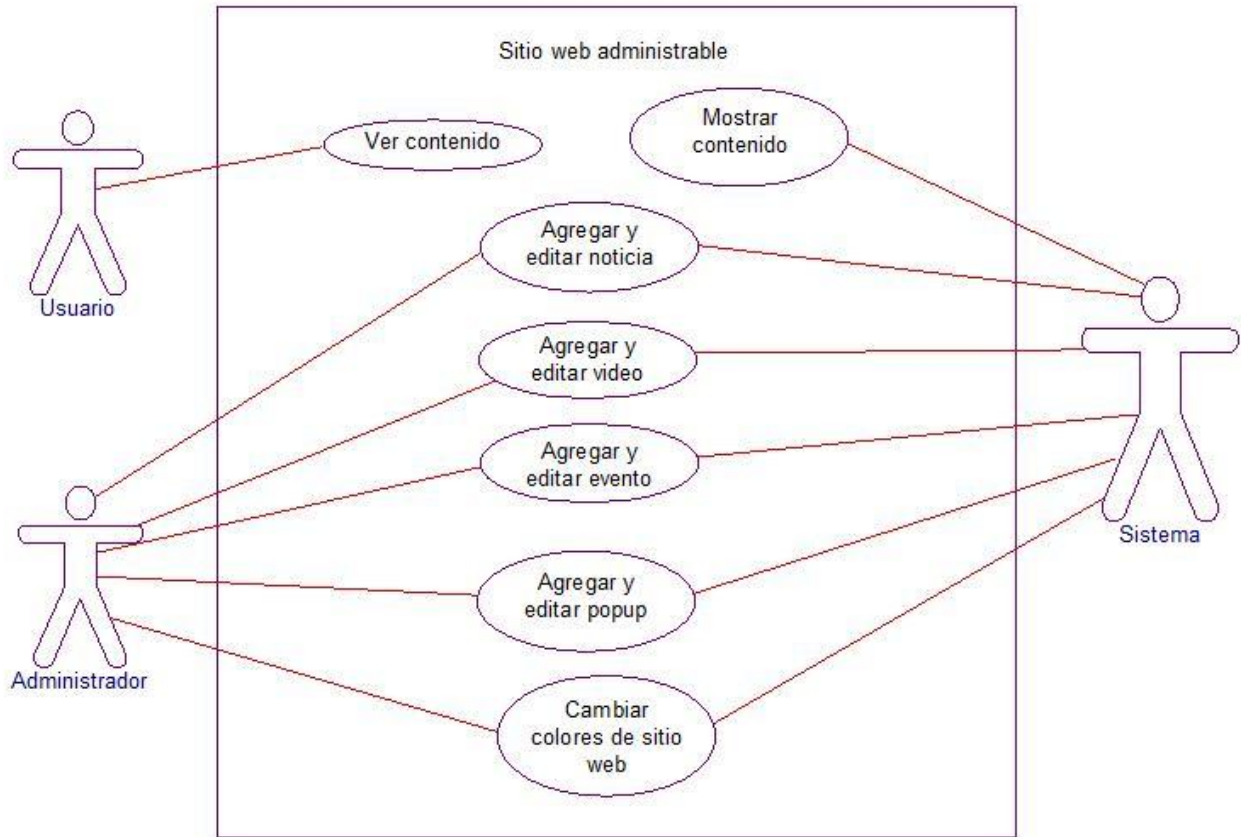 Sitio web administrable
Ver contenido
Mostrar
contenido
Agregar y
editar noticia
Usuario
Agregar y
editar video
Agregar y
editar evento
Sistema
Agregar y
editar popup
Administrador
Cambiar
colores de sitio
web